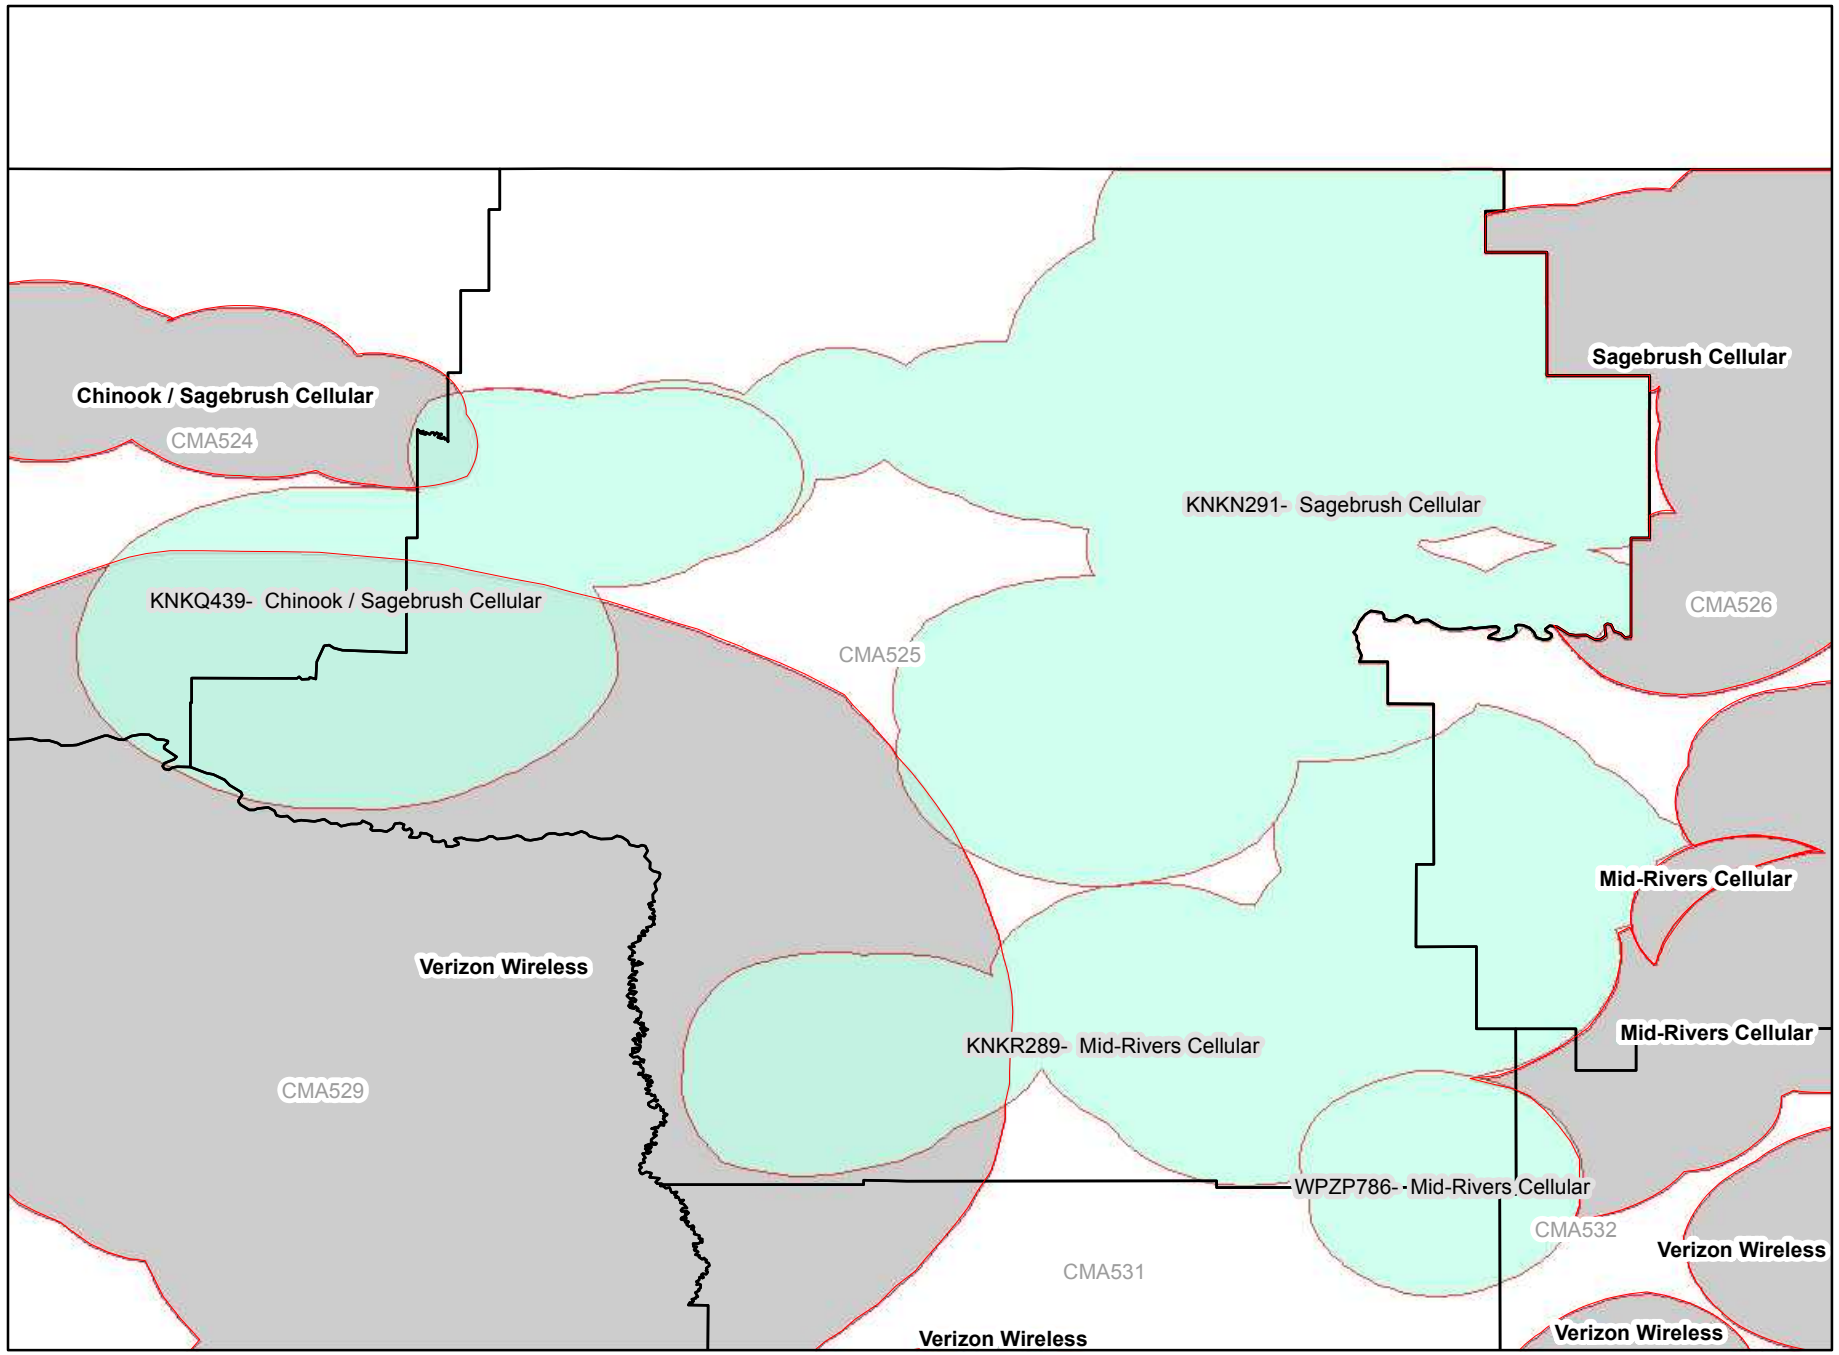 Sagebrush Cellular
Chinook / Sagebrush Cellular
CMA524
KNKN291-  Sagebrush Cellular
KNKQ439-  Chinook / Sagebrush Cellular
CMA526
CMA525
Mid-Rivers Cellular
Verizon Wireless
Mid-Rivers Cellular
KNKR289-  Mid-Rivers Cellular
CMA529
WPZP786-  Mid-Rivers Cellular
CMA532
Verizon Wireless
CMA531
Verizon Wireless
Verizon Wireless